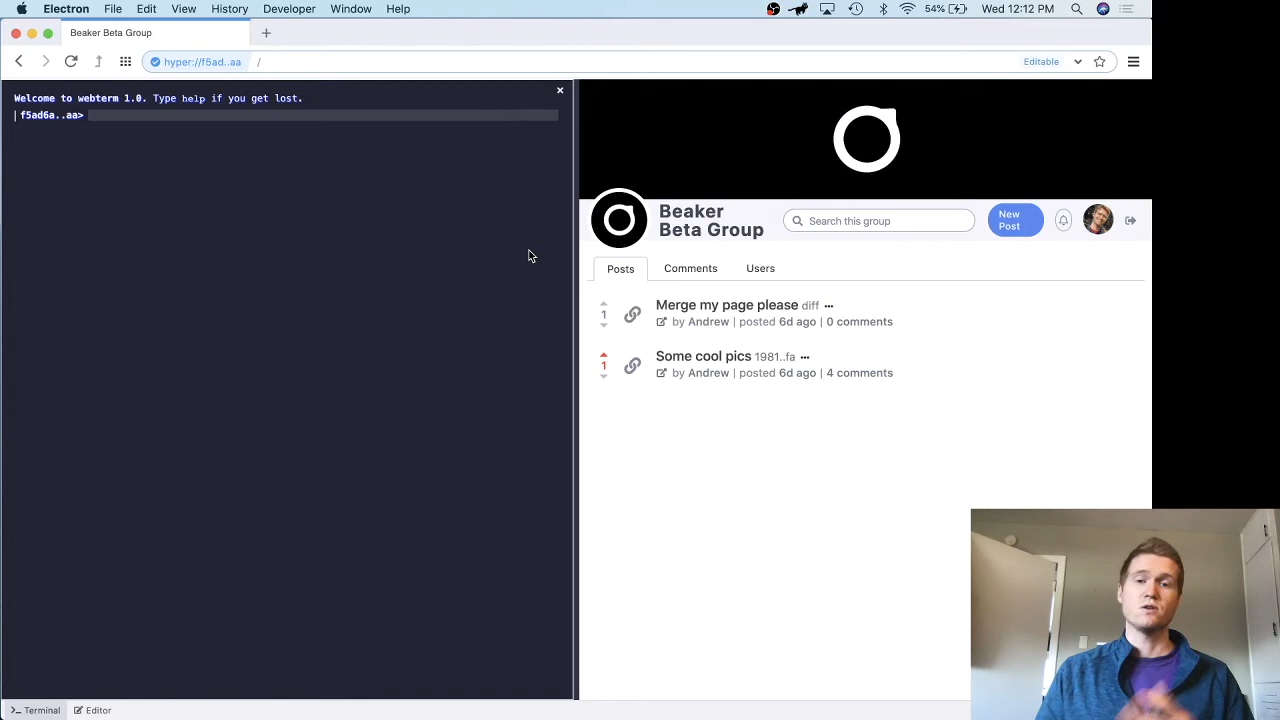 Electron File Edit View History Developer Window Help 54% Wed 12:12 PM
Beaker Beta Group
hyper://f5ad..aa / Editable
Welcome to webterm 1.0. Type help if you get lost.
f5ad6a..aa>
Beaker
Beta Group
Search this group
New
Post
Posts Comments Users
Merge my page please diff •••
1
by Andrew | posted 6d ago | 0 comments
Some cool pics 1981..fa •••
1
by Andrew | posted 6d ago | 4 comments
>_ Terminal Editor